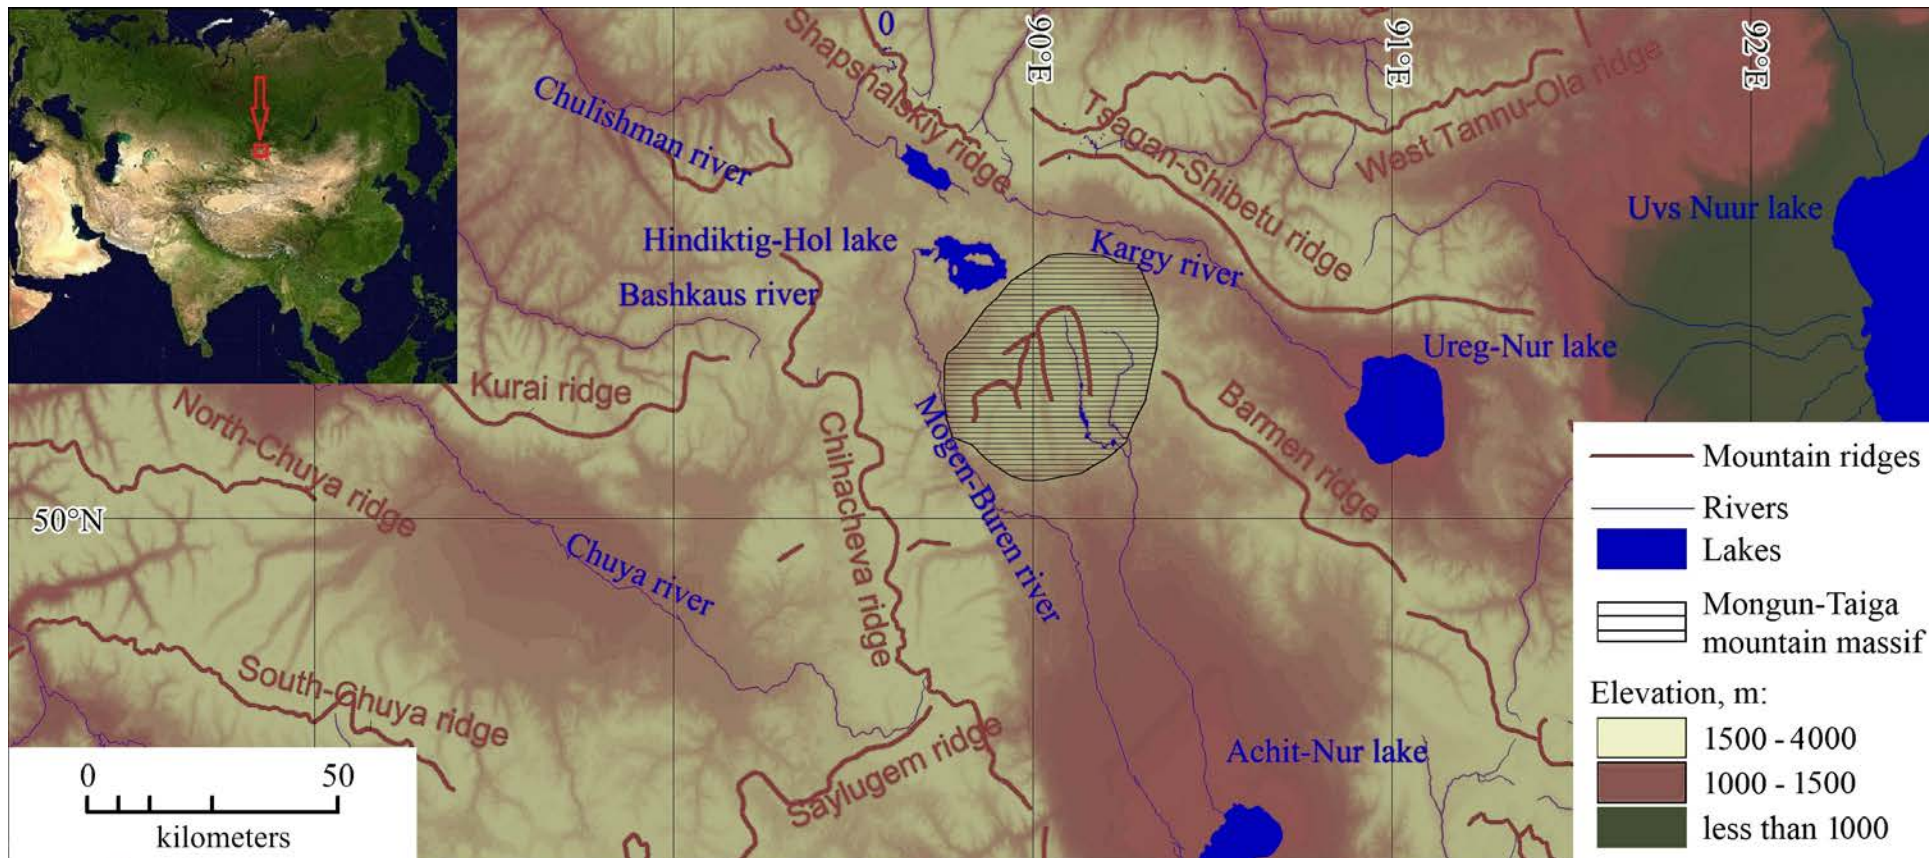 0
90°E
91°E
92°E
Shapshalskiy ridge
Chulishman river
Tsagan-Shibetu ridge
West Tannu-Ola ridge
Uvs Nuur lake
Hindiktig-Hol lake
Kargy river
Bashkaus river
Ureg-Nur lake
Kurai ridge
North-Chuya ridge
Chihacheva ridge
Mogen-Buren river
Barmen ridge
50°N
Chuya river
South-Chuya ridge
Saylugem ridge
Achit-Nur lake
0 50
kilometers
Mountain ridges
Rivers
Lakes
Mongun-Taiga
mountain massif
Elevation, m:
1500 - 4000
1000 - 1500
less than 1000